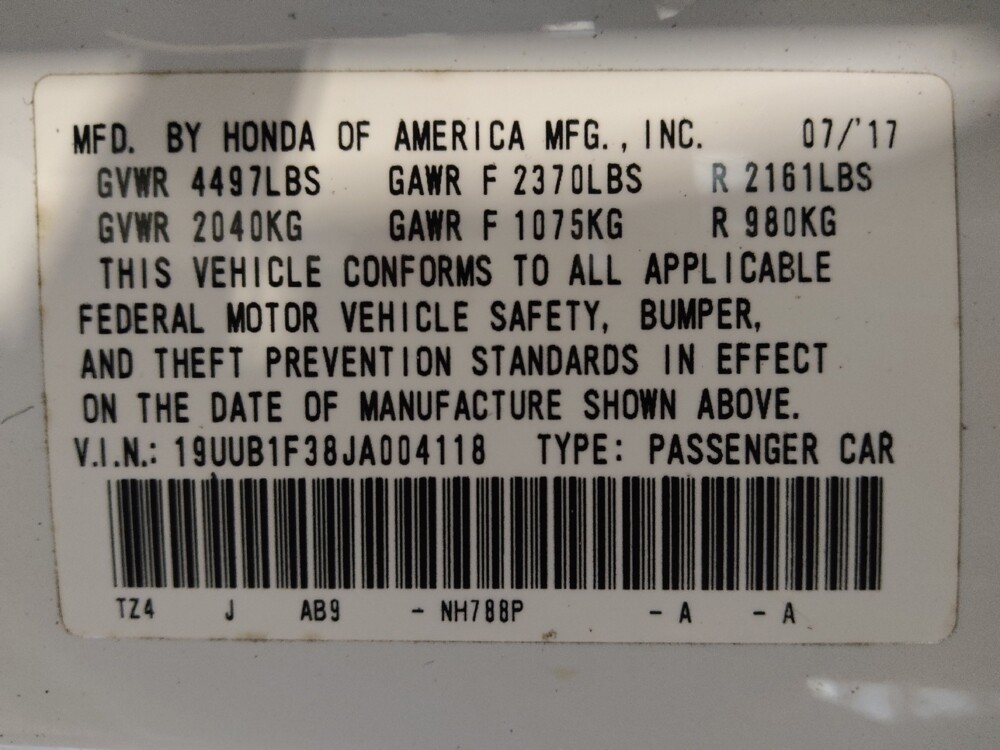 MFD. BY HONDA OF AMERICA MFG., INC. 07/'17
GVWR 4497LBS GAWR F 2370LBS R 2161LBS
GVWR 2040KG GAWR F 1075KG R 980KG
THIS VEHICLE CONFORMS TO ALL APPLICABLE
FEDERAL MOTOR VEHICLE SAFETY, BUMPER,
AND THEFT PREVENTION STANDARDS IN EFFECT
ON THE DATE OF MANUFACTURE SHOWN ABOVE.
V.I.N.: 19UUB1F38JA004118 TYPE: PASSENGER CAR
TZ4 J AB9 - NH788P - A - A